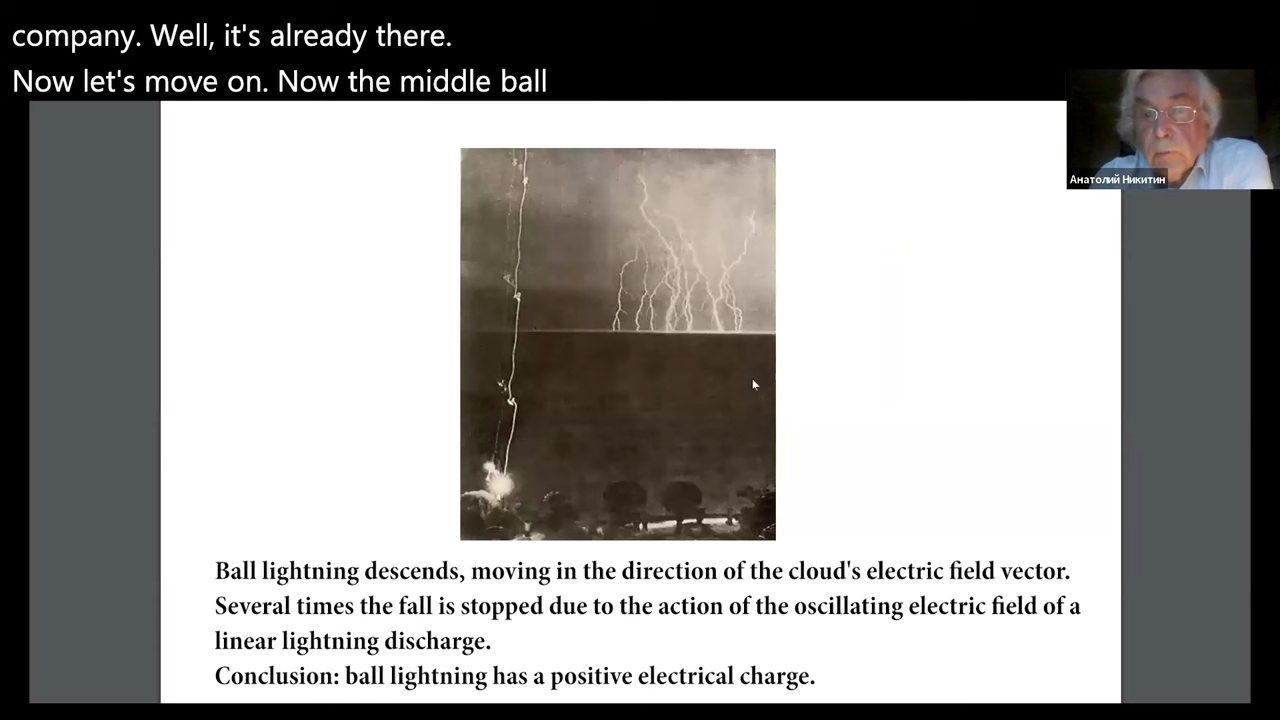 company. Well, it's already there.
Now let's move on. Now the middle ball
Анатолий Никитин
Ball lightning descends, moving in the direction of the cloud's electric field vector.
Several times the fall is stopped due to the action of the oscillating electric field of a
linear lightning discharge.
Conclusion: ball lightning has a positive electrical charge.